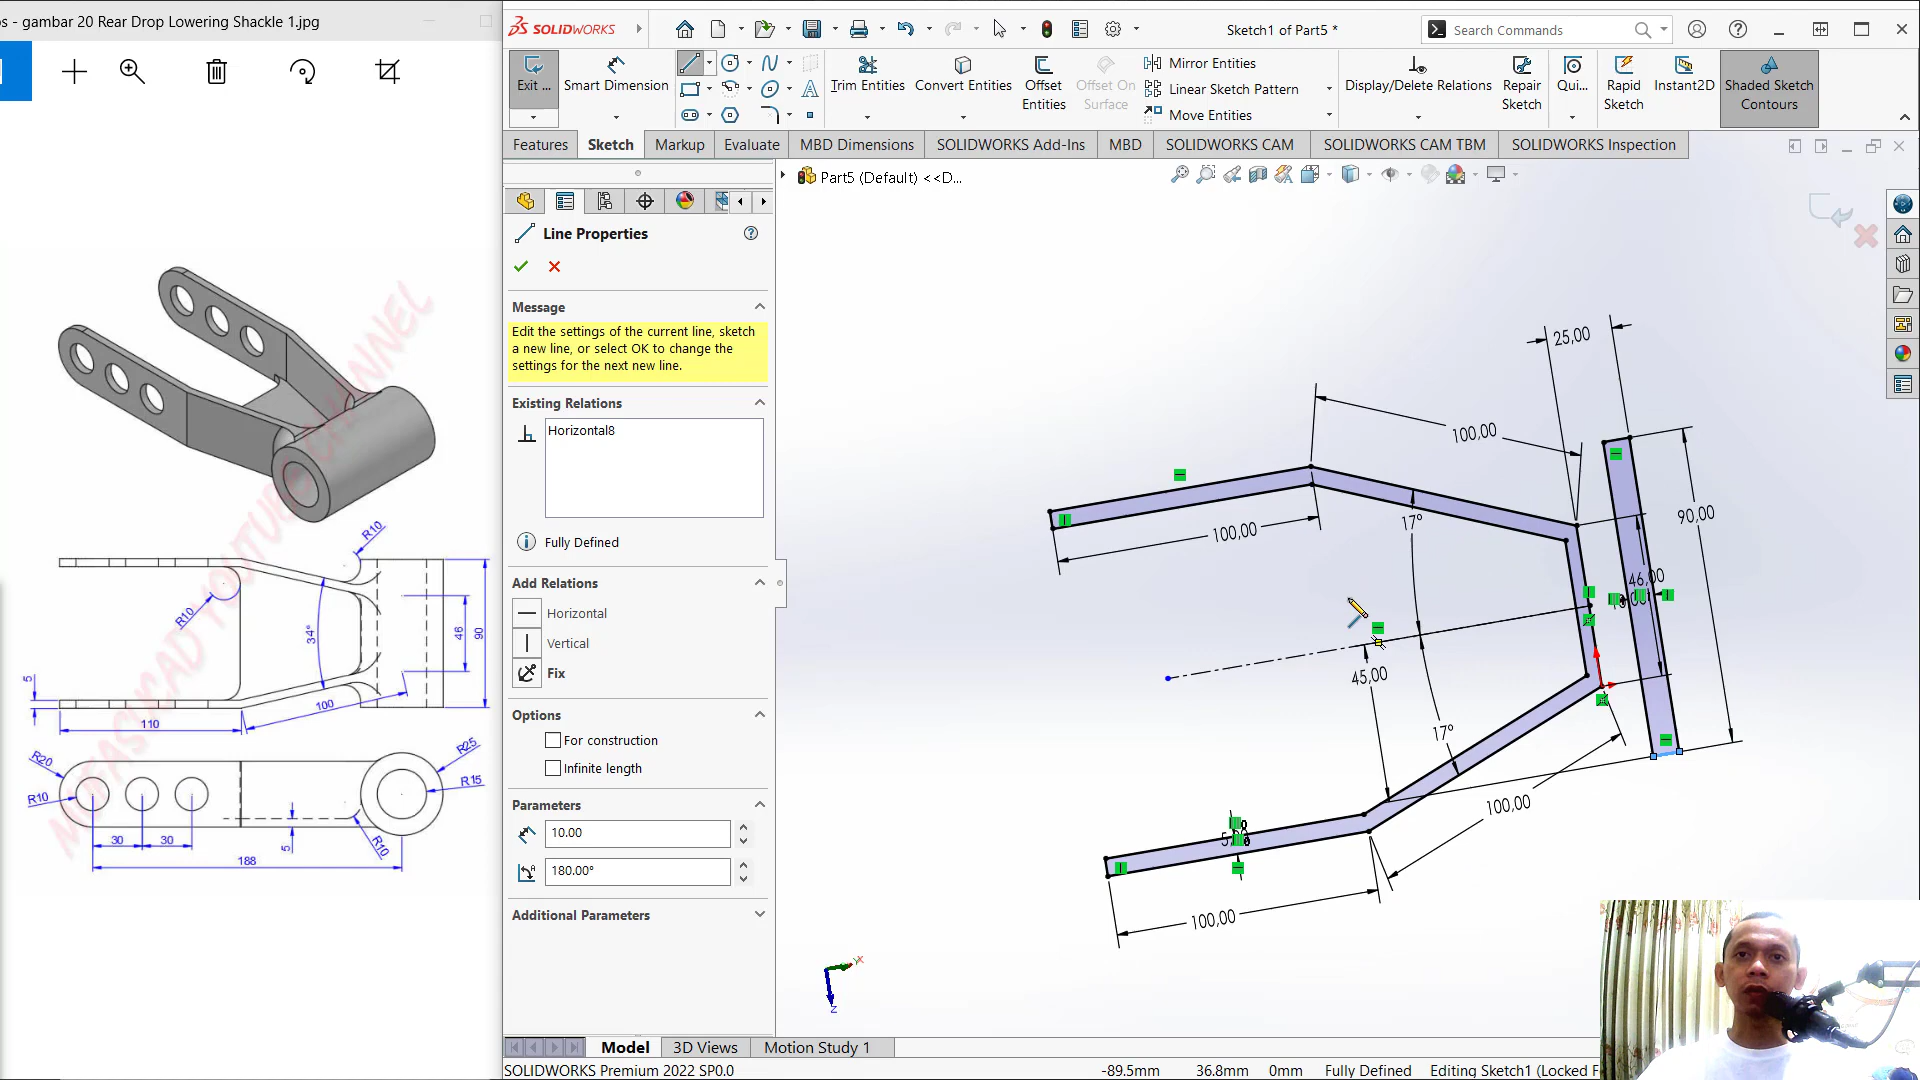 os - gambar 20 Rear Drop Lowering Shackle 1.jpg
MUFASUCAD YOUTUBE CHANNEL
R10
R10
34°
46
90
5
100
110
R20
R25
R15
R10
30
30
5
R10
188
SOLIDWORKS
Sketch1 of Part5 *
Search Commands
Exit ...
Smart Dimension
Trim Entities
Convert Entities
Offset Entities
Offset On Surface
Mirror Entities
Linear Sketch Pattern
Move Entities
Display/Delete Relations
Repair Sketch
Qui...
Rapid Sketch
Instant2D
Shaded Sketch Contours
Features
Sketch
Markup
Evaluate
MBD Dimensions
SOLIDWORKS Add-Ins
MBD
SOLIDWORKS CAM
SOLIDWORKS CAM TBM
SOLIDWORKS Inspection
Part5 (Default) <<D...
Line Properties
Message
Edit the settings of the current line, sketch
a new line, or select OK to change the
settings for the next new line.
Existing Relations
Horizontal8
Fully Defined
Add Relations
Horizontal
Vertical
Fix
Options
For construction
Infinite length
Parameters
10.00
180.00°
Additional Parameters
25,00
100,00
90,00
17°
100,00
46,00
45,00
17°
100,00
100,00
X
Z
Model
3D Views
Motion Study 1
SOLIDWORKS Premium 2022 SP0.0
-89.5mm
36.8mm
0mm
Fully Defined
Editing Sketch1 (Locked F